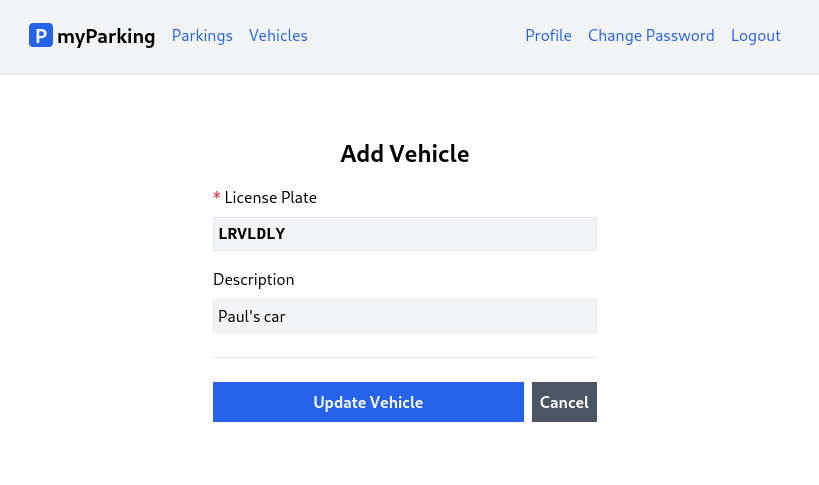 P myParking Parkings Vehicles Profile Change Password Logout
Add Vehicle
* License Plate
LRVLDLY
Description
Paul's car
Update Vehicle Cancel